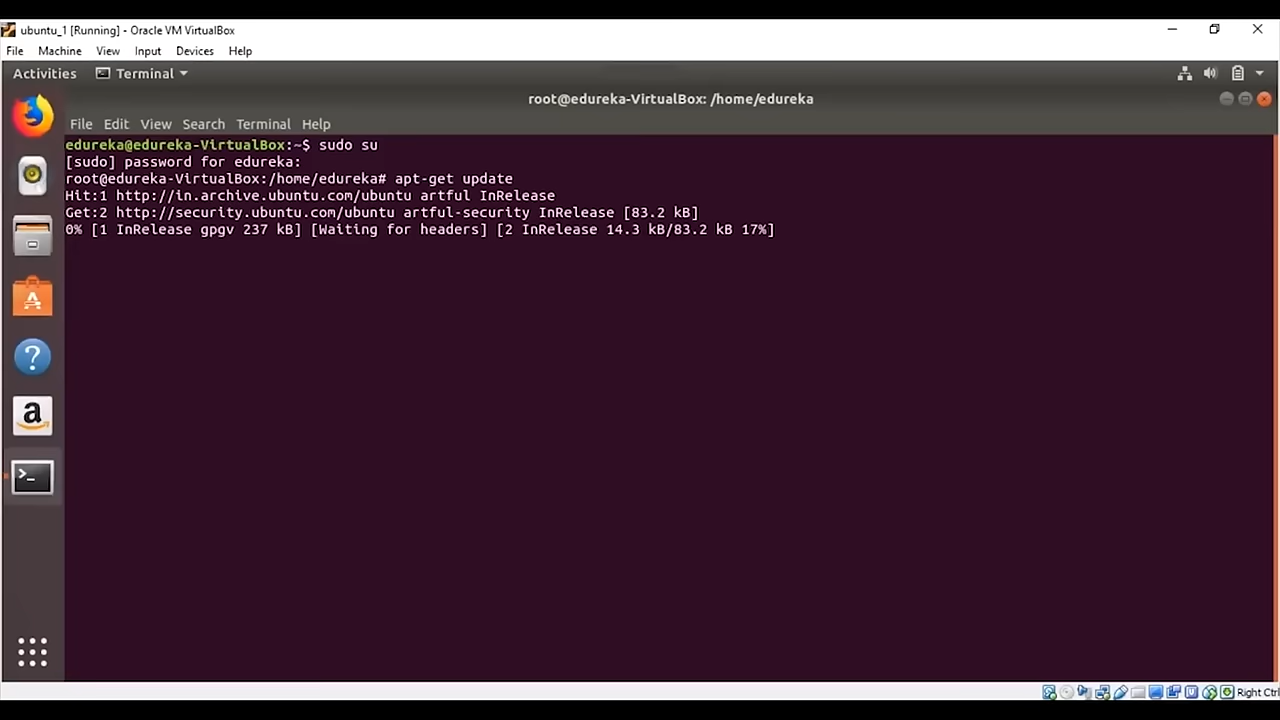 ubuntu_1 [Running] - Oracle VM VirtualBox
File Machine View Input Devices Help
Activities Terminal
root@edureka-VirtualBox: /home/edureka
File Edit View Search Terminal Help
edureka@edureka-VirtualBox:~$ sudo su
[sudo] password for edureka:
root@edureka-VirtualBox:/home/edureka# apt-get update
Hit:1 http://in.archive.ubuntu.com/ubuntu artful InRelease
Get:2 http://security.ubuntu.com/ubuntu artful-security InRelease [83.2 kB]
0% [1 InRelease gpgv 237 kB] [Waiting for headers] [2 InRelease 14.3 kB/83.2 kB 17%]
Right Ctrl